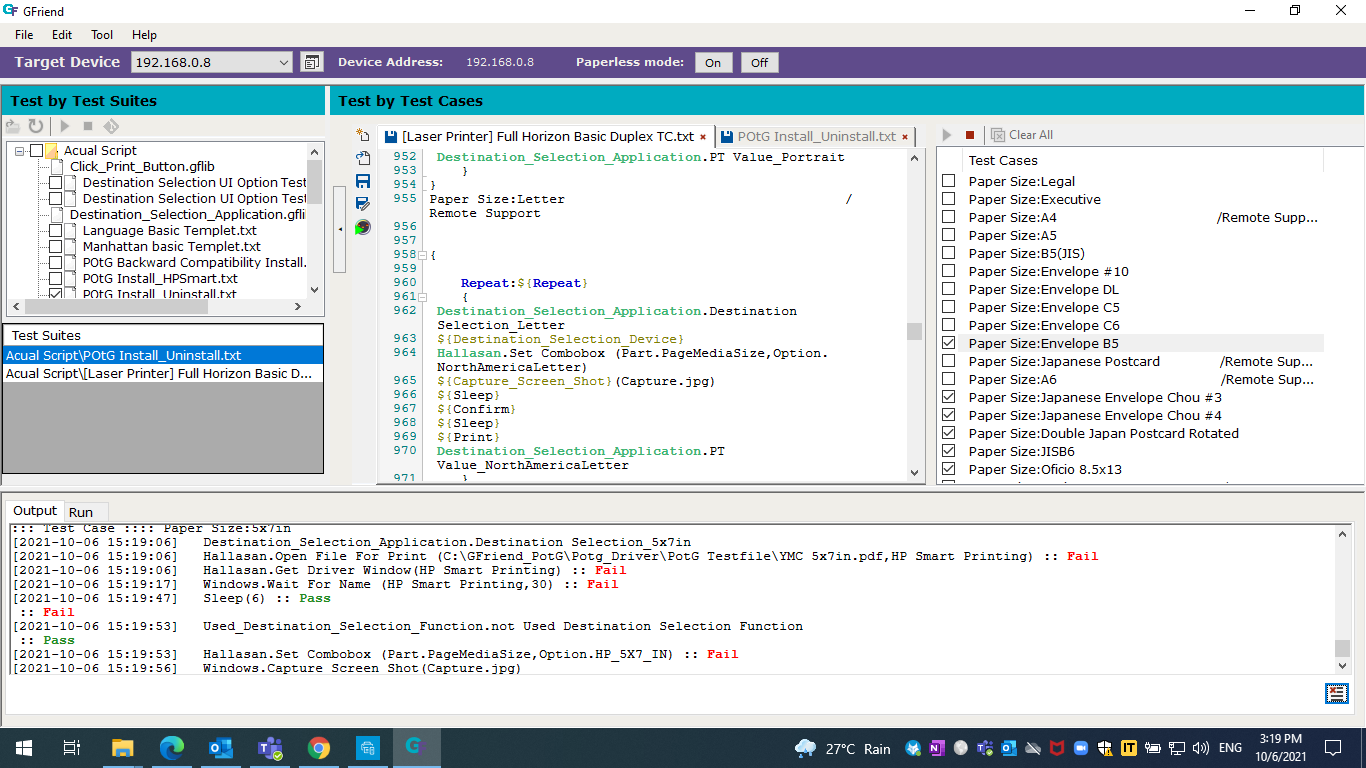 GFriend
File Edit Tool Help
Target Device 192.168.0.8 Device Address: 192.168.0.8 Paperless mode: On Off
Test by Test Suites
Acual Script
Click_Print_Button.gflib
Destination Selection UI Option Test
Destination Selection UI Option Test
Destination_Selection_Application.gfli
Language Basic Templet.txt
Manhattan basic Templet.txt
POtG Backward Compatibility Install.
POtG Install_HPSmart.txt
POtG Install_Uninstall.txt
Test Suites
Acual Script\POtG Install_Uninstall.txt
Acual Script\[Laser Printer] Full Horizon Basic D...
Test by Test Cases
[Laser Printer] Full Horizon Basic Duplex TC.txt × POtG Install_Uninstall.txt ×
952 Destination_Selection_Application.PT Value_Portrait
953 }
954 }
955 Paper Size:Letter /
Remote Support
956
957
958 {
959
960 Repeat:${Repeat}
961 {
962 Destination_Selection_Application.Destination
Selection_Letter
963 ${Destination_Selection_Device}
964 Hallasan.Set Combobox (Part.PageMediaSize,Option.
NorthAmericaLetter)
965 ${Capture_Screen_Shot}(Capture.jpg)
966 ${Sleep}
967 ${Confirm}
968 ${Sleep}
969 ${Print}
970 Destination_Selection_Application.PT
Value_NorthAmericaLetter
971 }
Clear All
Test Cases
Paper Size:Legal
Paper Size:Executive
Paper Size:A4 /Remote Supp...
Paper Size:A5
Paper Size:B5(JIS)
Paper Size:Envelope #10
Paper Size:Envelope DL
Paper Size:Envelope C5
Paper Size:Envelope C6
Paper Size:Envelope B5
Paper Size:Japanese Postcard /Remote Sup...
Paper Size:A6 /Remote Sup...
Paper Size:Japanese Envelope Chou #3
Paper Size:Japanese Envelope Chou #4
Paper Size:Double Japan Postcard Rotated
Paper Size:JISB6
Paper Size:Oficio 8.5x13
Output Run
::: Test Case :::: Paper Size:5x7in
[2021-10-06 15:19:06] Destination_Selection_Application.Destination Selection_5x7in
[2021-10-06 15:19:06] Hallasan.Open File For Print (C:\GFriend_PotG\Potg_Driver\PotG Testfile\YMC 5x7in.pdf,HP Smart Printing) :: Fail
[2021-10-06 15:19:06] Hallasan.Get Driver Window(HP Smart Printing) :: Fail
[2021-10-06 15:19:17] Windows.Wait For Name (HP Smart Printing,30) :: Fail
[2021-10-06 15:19:47] Sleep(6) :: Pass
:: Fail
[2021-10-06 15:19:53] Used_Destination_Selection_Function.not Used Destination Selection Function
:: Pass
[2021-10-06 15:19:53] Hallasan.Set Combobox (Part.PageMediaSize,Option.HP_5X7_IN) :: Fail
[2021-10-06 15:19:56] Windows.Capture Screen Shot(Capture.jpg)
27°C Rain ENG 3:19 PM
10/6/2021